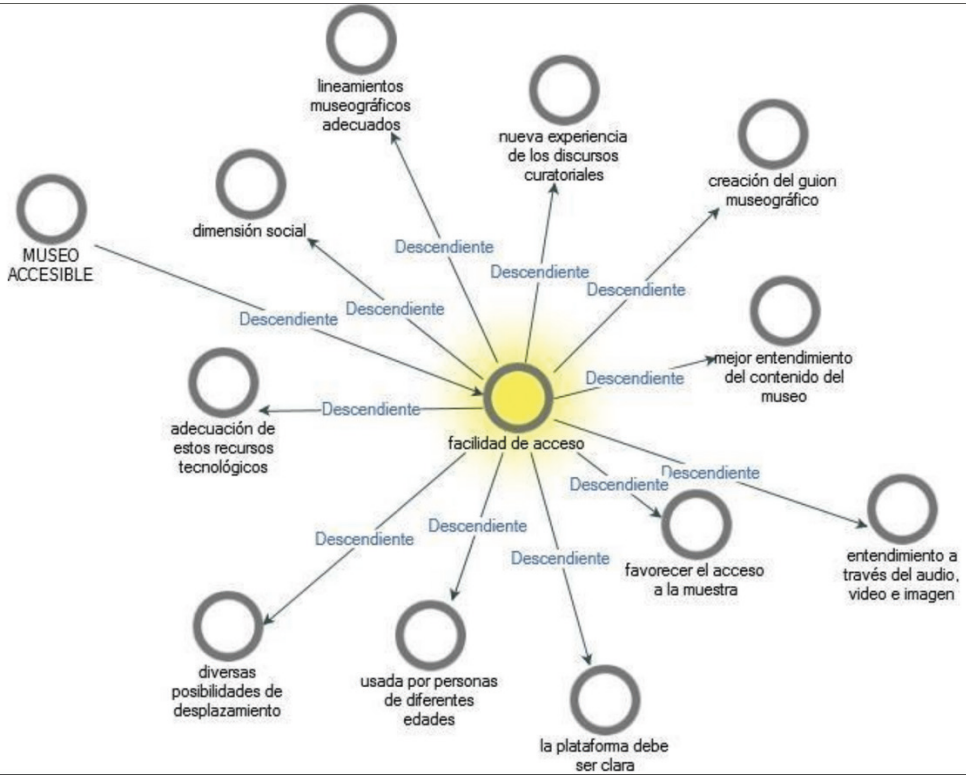 lineamientos
museográficos
adecuados
nueva experiencia
de los discursos
curatoriales
creación del guion
museográfico
dimensión social
MUSEO
ACCESIBLE
Descendiente
Descendiente
Descendiente
Descendiente
Descendiente
mejor entendimiento
del contenido del
museo
Descendiente
Descendiente
adecuación de
estos recursos
tecnológicos
facilidad de acceso
Descendiente
Descendiente
Descendiente
Descendiente
Descendiente
favorecer el acceso
a la muestra
entendimiento a
través del audio,
video e imagen
diversas
posibilidades de
desplazamiento
usada por personas
de diferentes
edades
la plataforma debe
ser clara